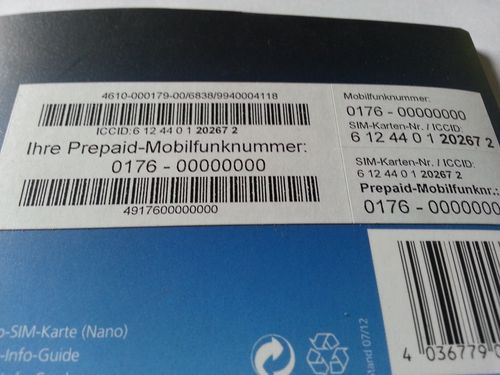 4610-000179-00/6838/9940004118
ICCID: 6 12 44 0 1 20267 2
Ihre Prepaid-Mobilfunknummer:
0176 - 00000000
4917600000000
Mobilfunknummer:
0176 - 00000000
SIM-Karten-Nr. / ICCID:
6 12 44 0 1 20267 2
SIM-Karten-Nr. / ICCID:
6 12 44 0 1 20267 2
Prepaid-Mobilfunknr.:
0176 - 0000000
o-SIM-Karte (Nano)
-Info-Guide
Stand 07/12
4 036779 0